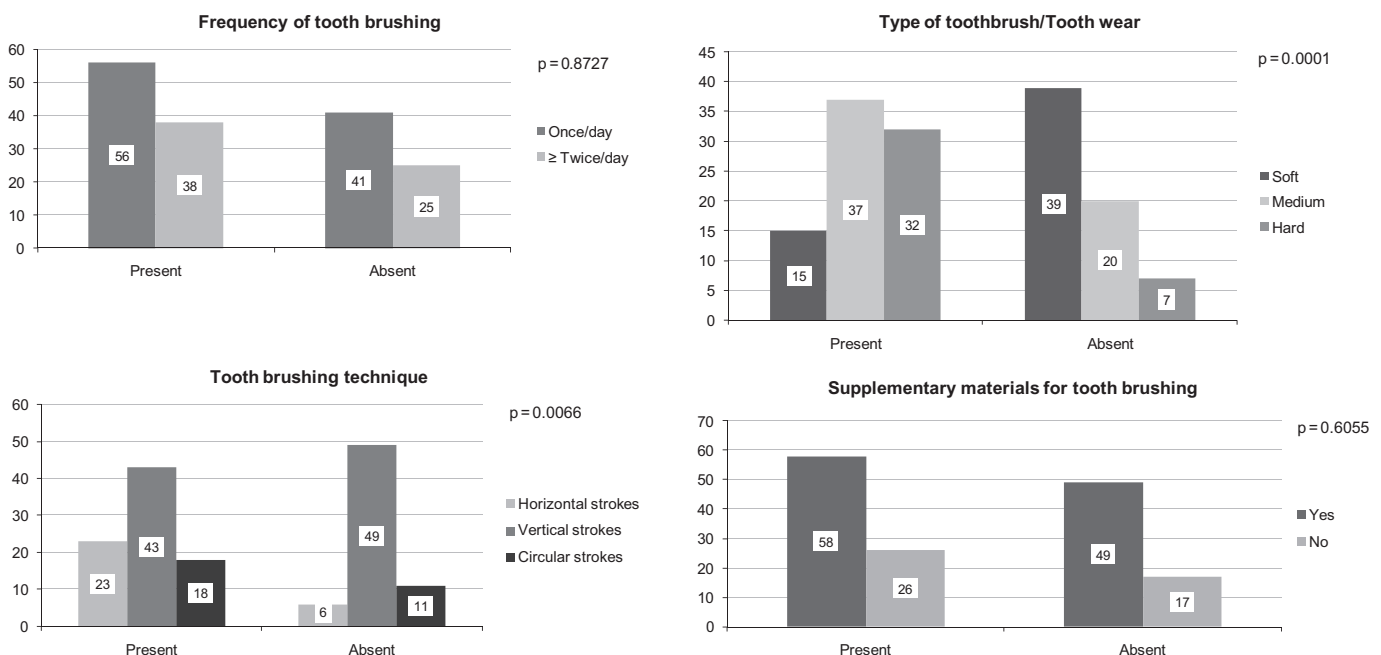 Frequency of tooth brushing
60
50
40
30
20
10
0
56
38
41
25
Present
Absent
p = 0.8727
Once/day
≥ Twice/day
Type of toothbrush/Tooth wear
45
40
35
30
25
20
15
10
5
0
15
37
32
39
20
7
Present
Absent
p = 0.0001
Soft
Medium
Hard
Tooth brushing technique
60
50
40
30
20
10
0
23
43
18
6
49
11
Present
Absent
p = 0.0066
Horizontal strokes
Vertical strokes
Circular strokes
Supplementary materials for tooth brushing
70
60
50
40
30
20
10
0
58
26
49
17
Present
Absent
p = 0.6055
Yes
No